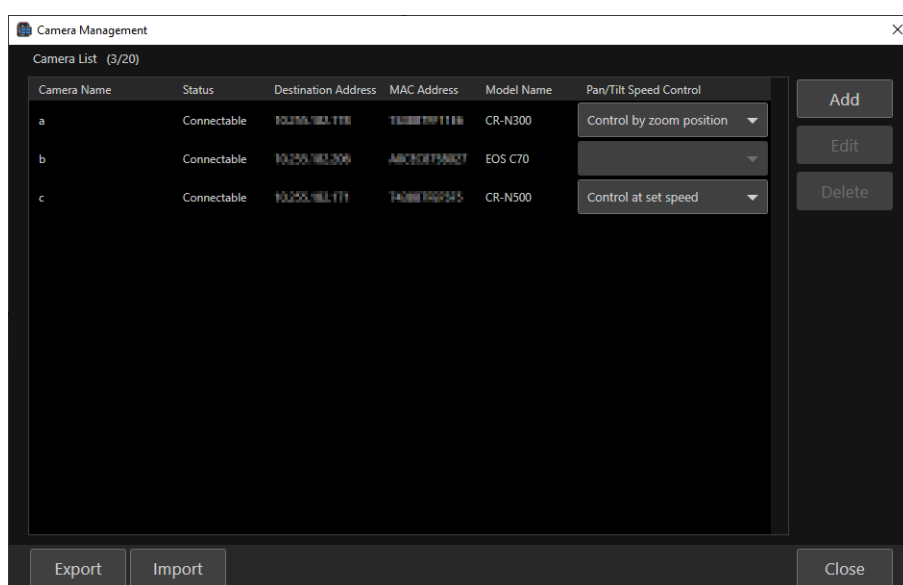 Camera Management
Camera List (3/20)
Camera Name Status Destination Address MAC Address Model Name Pan/Tilt Speed Control
a Connectable CR-N300 Control by zoom position
b Connectable EOS C70
c Connectable CR-N500 Control at set speed
Add
Edit
Delete
Export Import Close